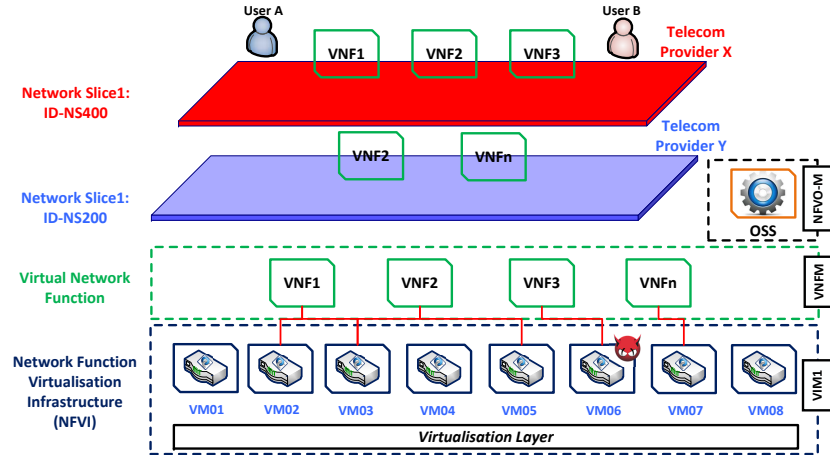 User A
User B
VNF1
VNF2
VNF3
Telecom
Provider X
Network Slice1:
ID-NS400
Telecom
Provider Y
VNF2
VNFn
Network Slice1:
ID-NS200
OSS
NFVO-M
Virtual Network
Function
VNF1
VNF2
VNF3
VNFn
VNFM
Network Function
Virtualisation
Infrastructure
(NFVI)
VM01
VM02
VM03
VM04
VM05
VM06
VM07
VM08
VIM1
Virtualisation Layer